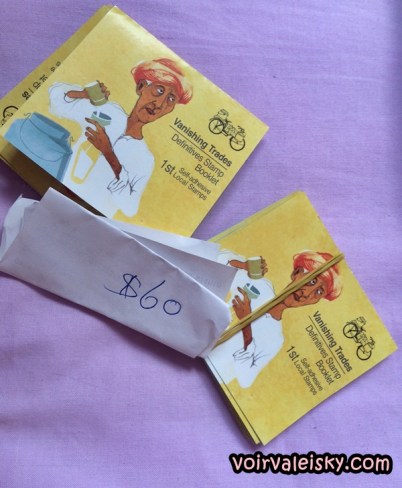 Vanishing Trades
Definitives Stamp
Booklet
Self-adhesive
1st Local Stamps
$60
Vanishing Trades
Definitives Stamp
Booklet
Self-adhesive
1st Local Stamps
voirvaleisky.com